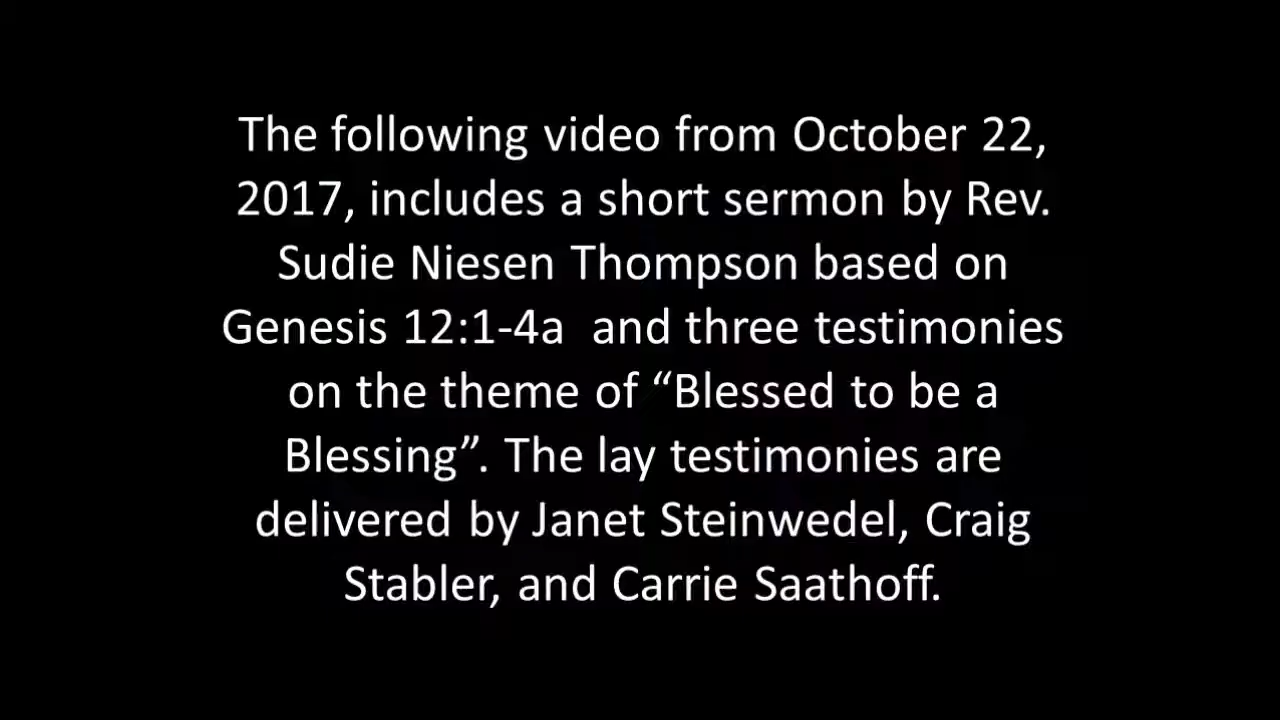 The following video from October 22,
2017, includes a short sermon by Rev.
Sudie Niesen Thompson based on
Genesis 12:1-4a  and three testimonies
on the theme of “Blessed to be a
Blessing”. The lay testimonies are
delivered by Janet Steinwedel, Craig
Stabler, and Carrie Saathoff.